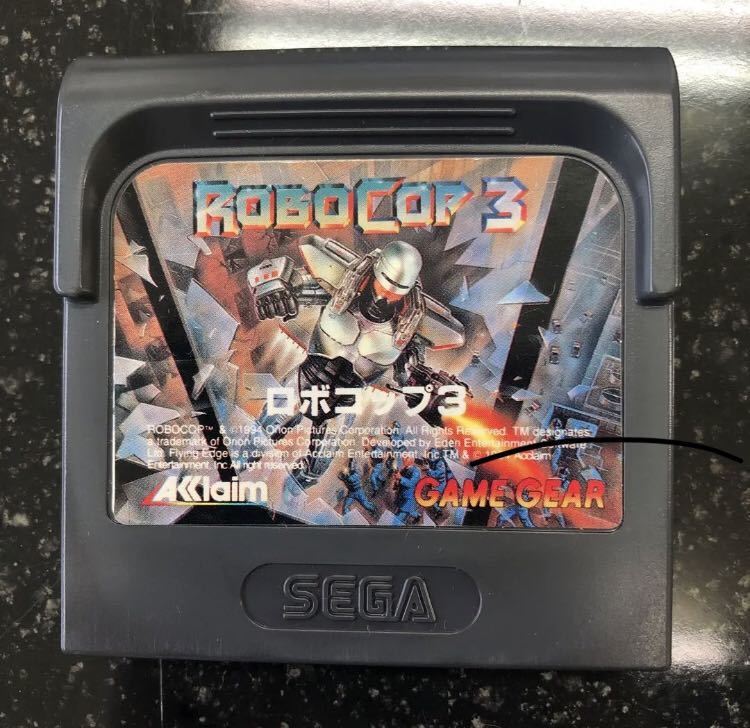 ROBOCOP 3
ロボコップ3
ROBOCOP™ & ©1994 Orion Pictures Corporation. All Rights Reserved. TM designates
a trademark of Orion Pictures Corporation. Developed by Eden Entertainment
Ltd. Flying Edge is a division of Acclaim Entertainment, Inc. TM & © Acclaim
Entertainment, Inc. All right reserved.
AKKlaim
GAME GEAR
SEGA